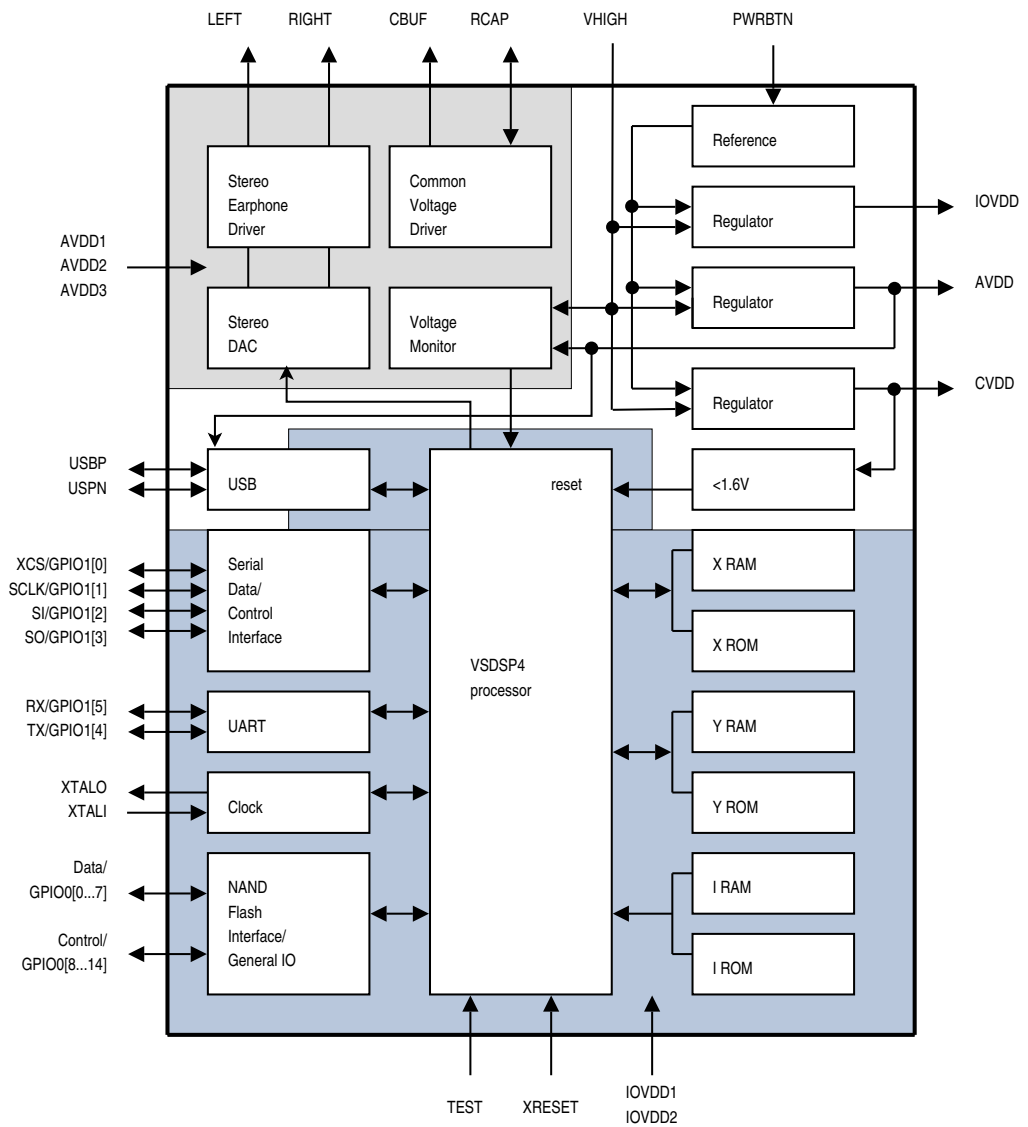 LEFT
RIGHT
CBUF
RCAP
VHIGH
PWRBTN
Reference
Stereo
Earphone
Driver
Common
Voltage
Driver
Regulator
IOVDD
AVDD1
AVDD2
AVDD3
Stereo
DAC
Voltage
Monitor
Regulator
AVDD
Regulator
CVDD
USBP
USPN
USB
reset
<1.6V
XCS/GPIO1[0]
SCLK/GPIO1[1]
SI/GPIO1[2]
SO/GPIO1[3]
Serial
Data/
Control
Interface
VSDSP4
processor
X RAM
X ROM
RX/GPIO1[5]
TX/GPIO1[4]
UART
Y RAM
XTALO
XTALI
Clock
Y ROM
Data/
GPIO0[0...7]
Control/
GPIO0[8...14]
NAND
Flash
Interface/
General IO
I RAM
I ROM
TEST
XRESET
IOVDD1
IOVDD2